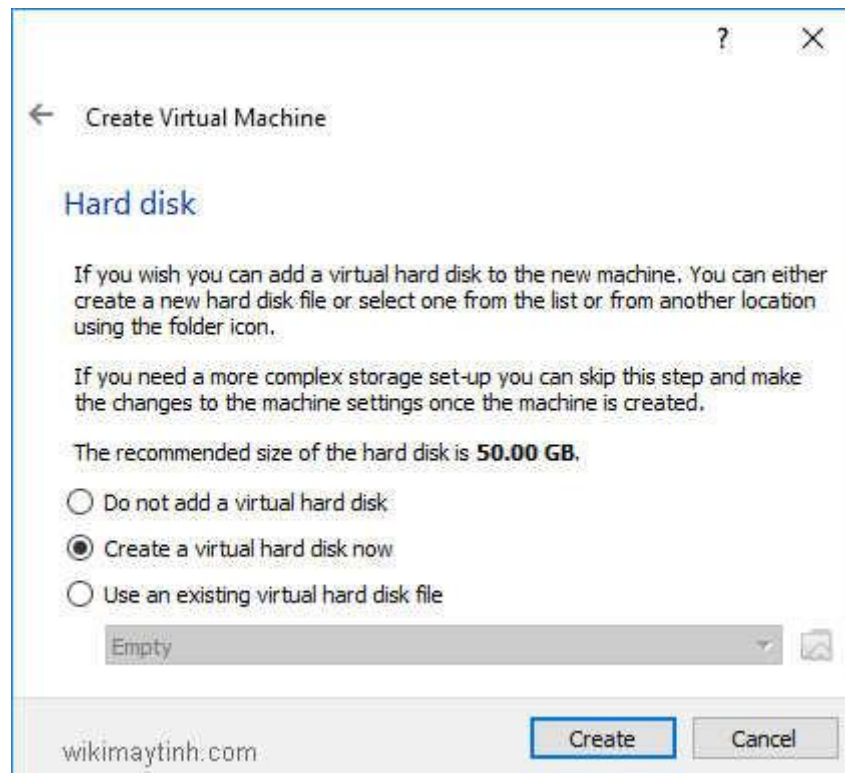 ?
Create Virtual Machine
Hard disk
If you wish you can add a virtual hard disk to the new machine. You can either
create a new hard disk file or select one from the list or from another location
using the folder icon.
If you need a more complex storage set-up you can skip this step and make
the changes to the machine settings once the machine is created.
The recommended size of the hard disk is 50.00 GB.
Do not add a virtual hard disk
Create a virtual hard disk now
Use an existing virtual hard disk file
Empty
Create Cancel
wikimaytinh.com